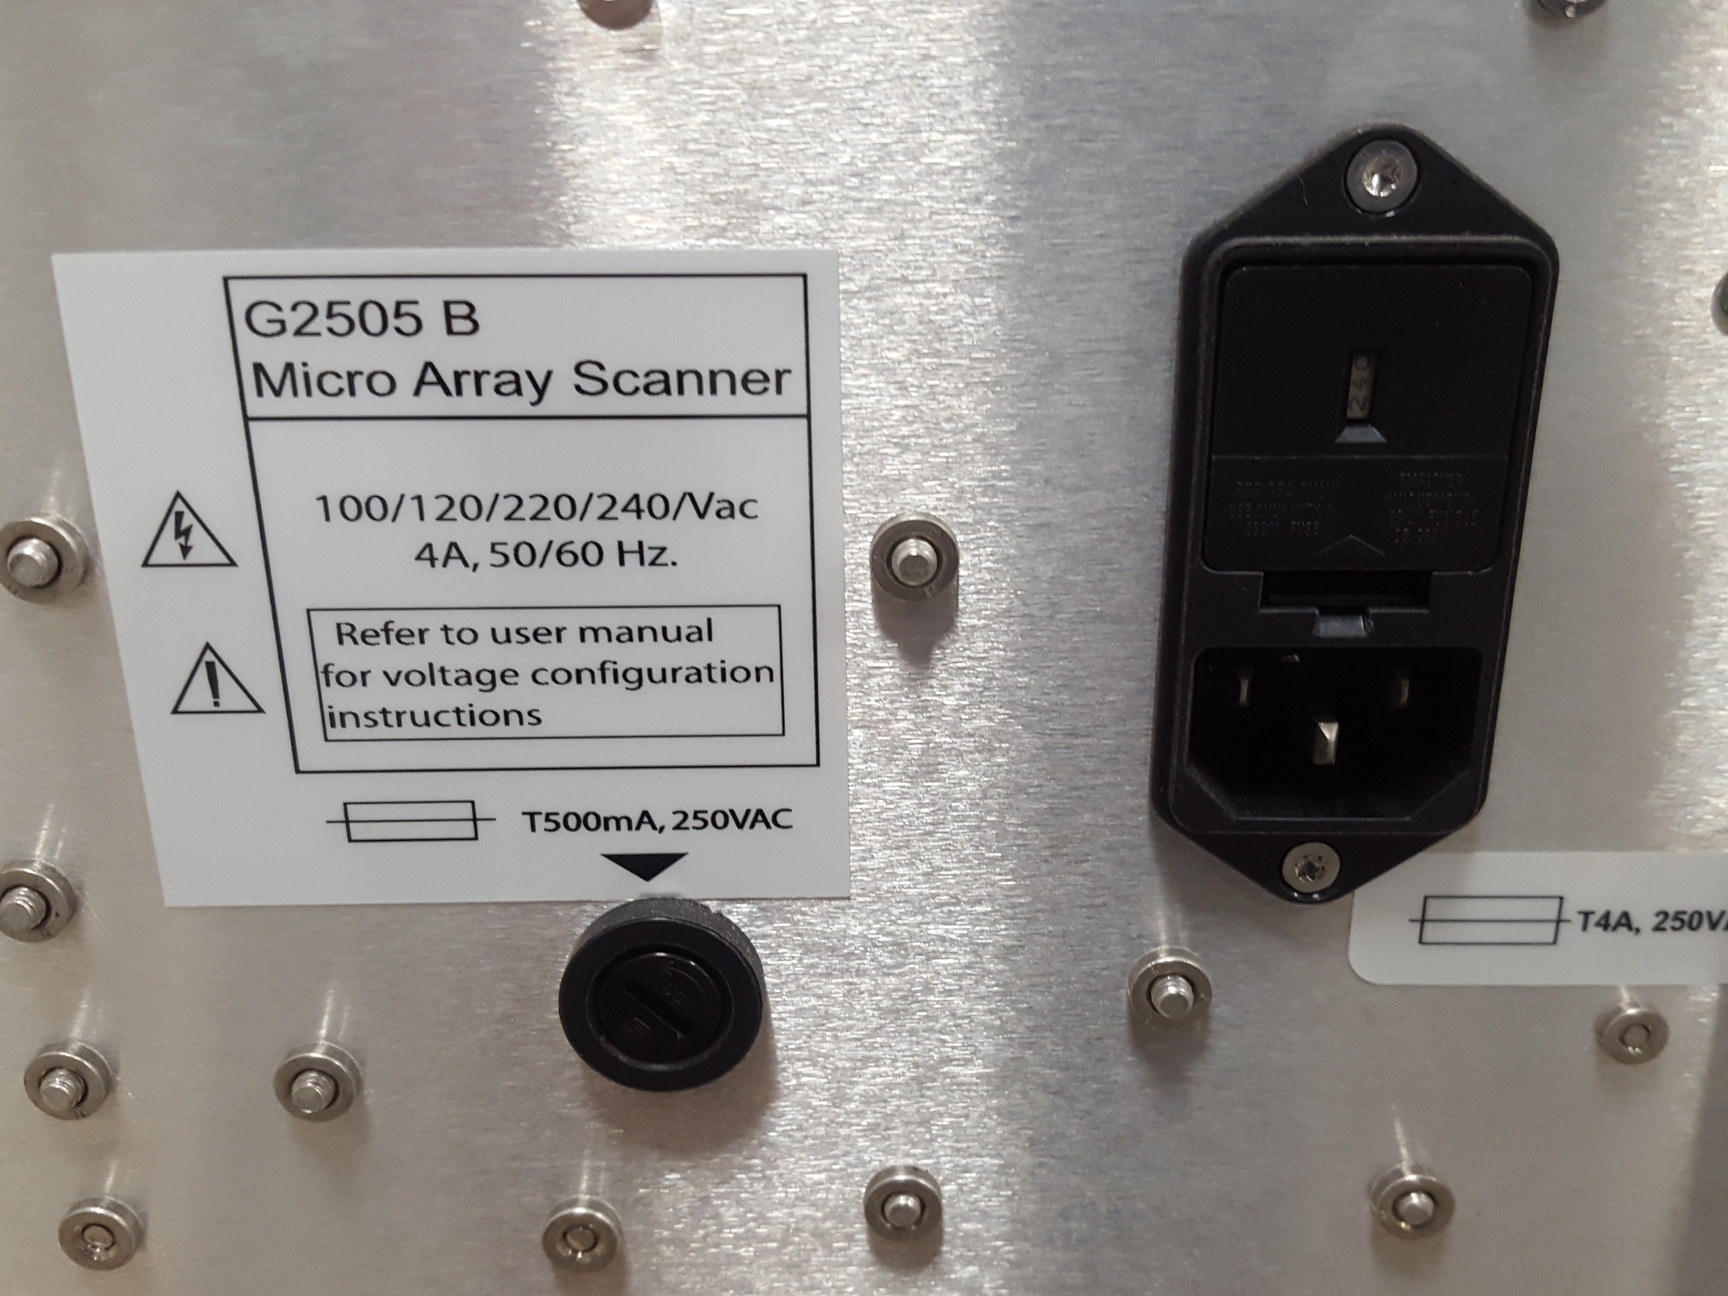 G2505 B
Micro Array Scanner
100/120/220/240/Vac
4A, 50/60 Hz.
Refer to user manual
for voltage configuration
instructions
T500mA, 250VAC
240
T4A, 250V